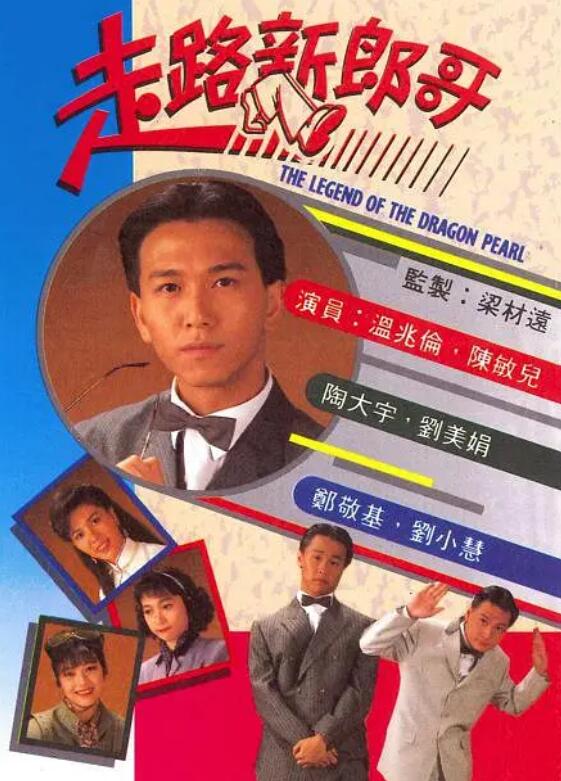 走路新郎哥
THE LEGEND OF THE DRAGON PEARL
監製：梁材遠
演員：溫兆倫，陳敏兒
陶大宇，劉美娟
鄭敬基，劉小慧